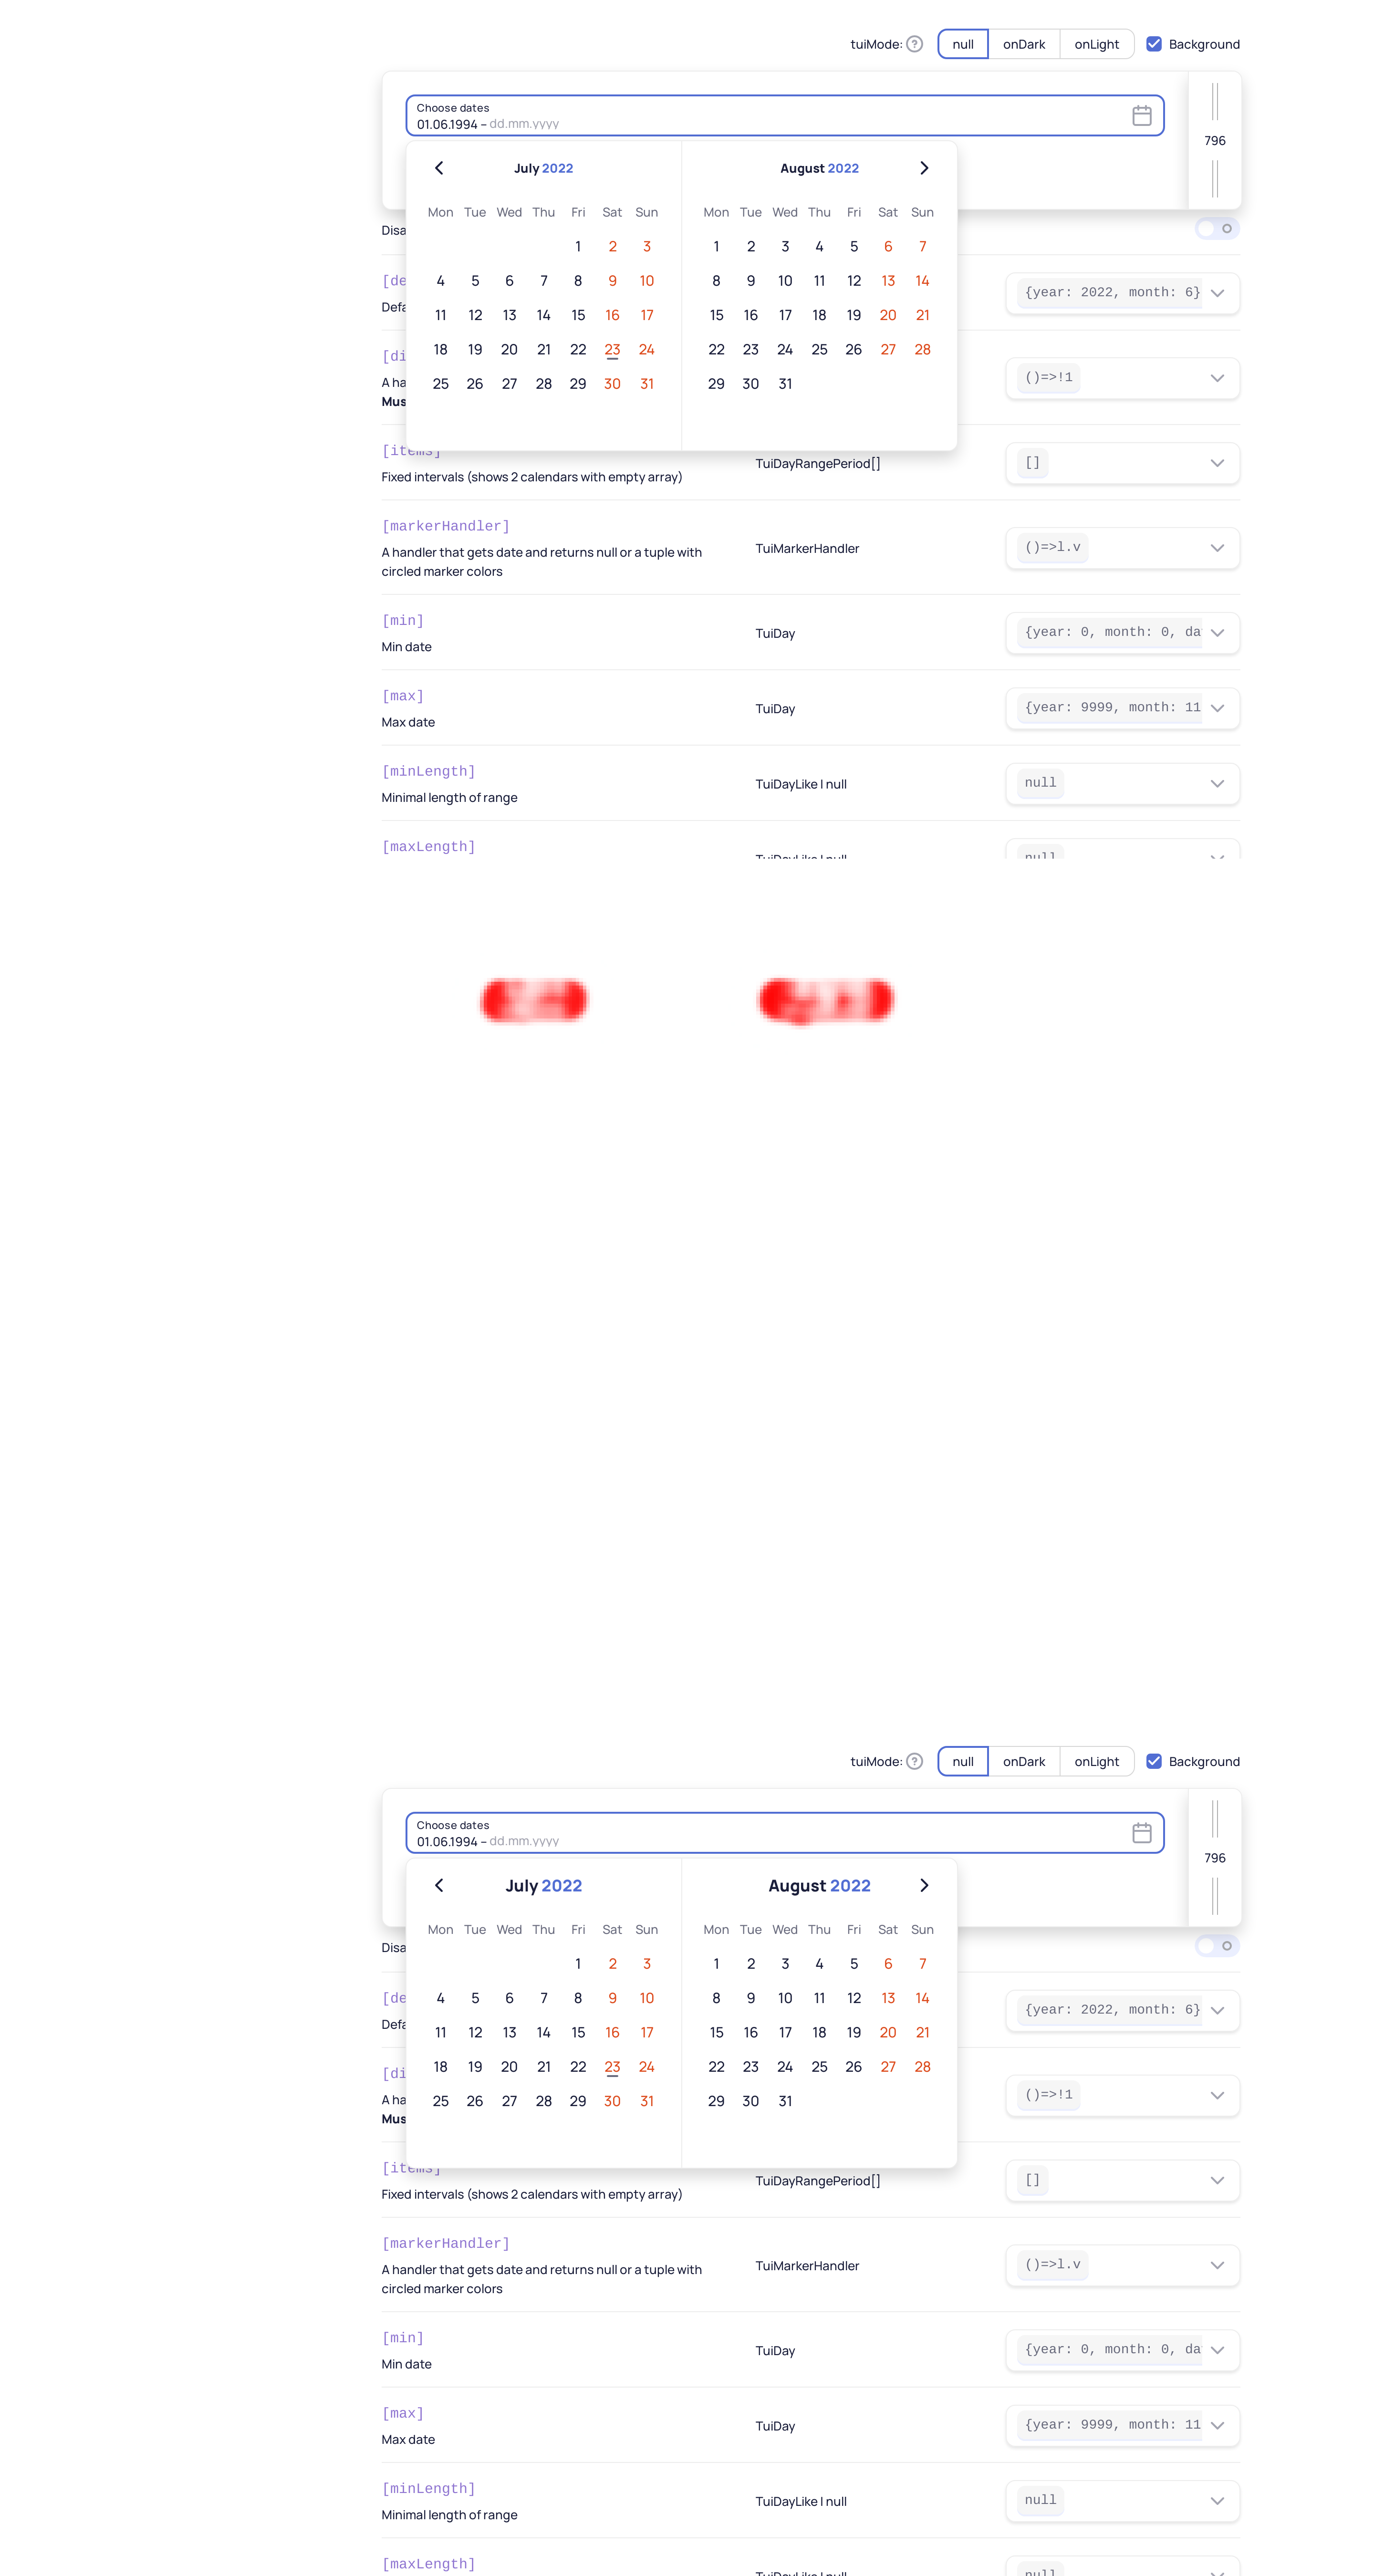 tuiMode: ? null onDark onLight Background
Choose dates
01.06.1994 – dd.mm.yyyy
796
July 2022 August 2022
Mon Tue Wed Thu Fri Sat Sun Mon Tue Wed Thu Fri Sat Sun
Disa
1 2 3 1 2 3 4 5 6 7
[de
4 5 6 7 8 9 10 8 9 10 11 12 13 14
{year: 2022, month: 6}
Defa
11 12 13 14 15 16 17 15 16 17 18 19 20 21
[di
18 19 20 21 22 23 24 22 23 24 25 26 27 28
A ha
25 26 27 28 29 30 31 29 30 31
()=>!1
Mus
[items]
TuiDayRangePeriod[] []
Fixed intervals (shows 2 calendars with empty array)
[markerHandler]
A handler that gets date and returns null or a tuple with
circled marker colors
TuiMarkerHandler ()=>l.v
[min]
TuiDay {year: 0, month: 0, da
Min date
[max]
TuiDay {year: 9999, month: 11
Max date
[minLength]
TuiDayLike | null null
Minimal length of range
[maxLength]
TuiDayLike | null null
tuiMode: ? null onDark onLight Background
Choose dates
01.06.1994 – dd.mm.yyyy
796
July 2022 August 2022
Mon Tue Wed Thu Fri Sat Sun Mon Tue Wed Thu Fri Sat Sun
Disa
1 2 3 1 2 3 4 5 6 7
[de
4 5 6 7 8 9 10 8 9 10 11 12 13 14
{year: 2022, month: 6}
Defa
11 12 13 14 15 16 17 15 16 17 18 19 20 21
[di
18 19 20 21 22 23 24 22 23 24 25 26 27 28
A ha
25 26 27 28 29 30 31 29 30 31
()=>!1
Mus
[items]
TuiDayRangePeriod[] []
Fixed intervals (shows 2 calendars with empty array)
[markerHandler]
A handler that gets date and returns null or a tuple with
circled marker colors
TuiMarkerHandler ()=>l.v
[min]
TuiDay {year: 0, month: 0, da
Min date
[max]
TuiDay {year: 9999, month: 11
Max date
[minLength]
TuiDayLike | null null
Minimal length of range
[maxLength]
TuiDayLike | null null